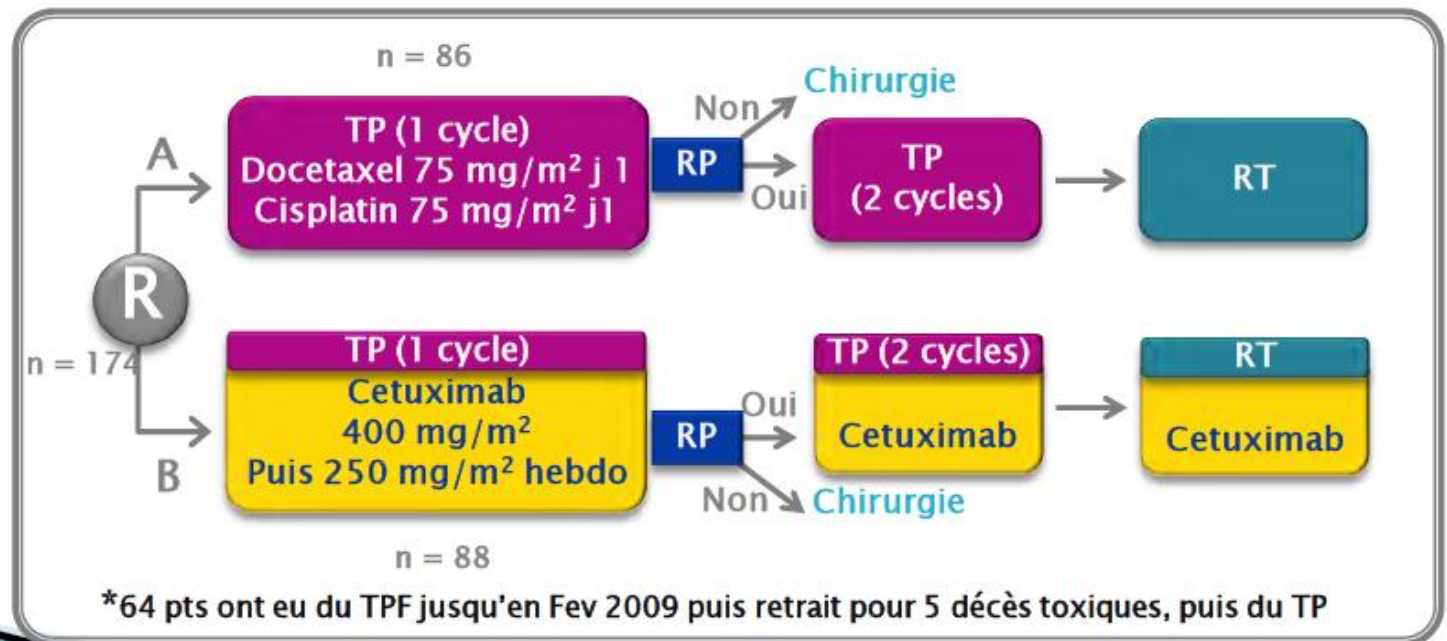 n = 86
A
TP (1 cycle)
Docetaxel 75 mg/m² j 1
Cisplatin 75 mg/m² j1
RP
Non
Chirurgie
Oui
TP
(2 cycles)
RT
R
n = 174
B
TP (1 cycle)
Cetuximab
400 mg/m²
Puis 250 mg/m² hebdo
RP
Oui
TP (2 cycles)
Cetuximab
RT
Cetuximab
Non
Chirurgie
n = 88
*64 pts ont eu du TPF jusqu'en Fev 2009 puis retrait pour 5 décès toxiques, puis du TP